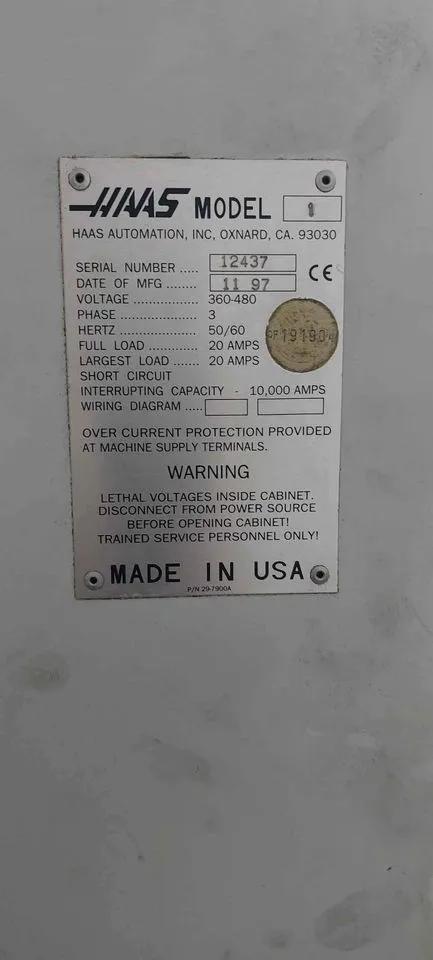 HAAS MODEL 1
HAAS AUTOMATION, INC, OXNARD, CA. 93030
SERIAL NUMBER ..... 12437
DATE OF MFG ........ 11 97
CE
VOLTAGE ............... 360-480
PHASE .................. 3
HERTZ .................... 50/60
FULL LOAD ............. 20 AMPS
LARGEST LOAD ....... 20 AMPS
19190
SHORT CIRCUIT
INTERRUPTING CAPACITY - 10,000 AMPS
WIRING DIAGRAM .....
OVER CURRENT PROTECTION PROVIDED
AT MACHINE SUPPLY TERMINALS.
WARNING
LETHAL VOLTAGES INSIDE CABINET.
DISCONNECT FROM POWER SOURCE
BEFORE OPENING CABINET!
TRAINED SERVICE PERSONNEL ONLY!
MADE IN USA
P/N 29-7900A